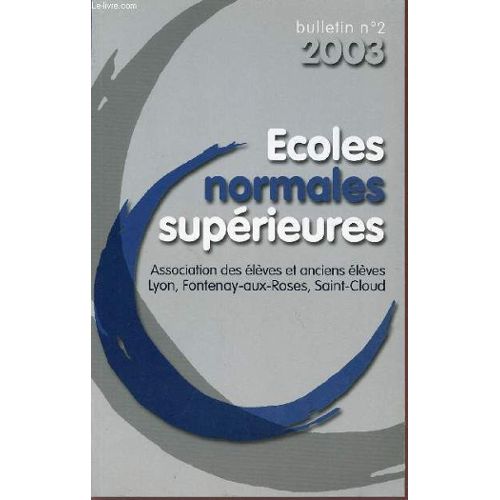 Le-livre.com
bulletin n°2
2003
Ecoles
normales
supérieures
Association des élèves et anciens élèves
Lyon, Fontenay-aux-Roses, Saint-Cloud